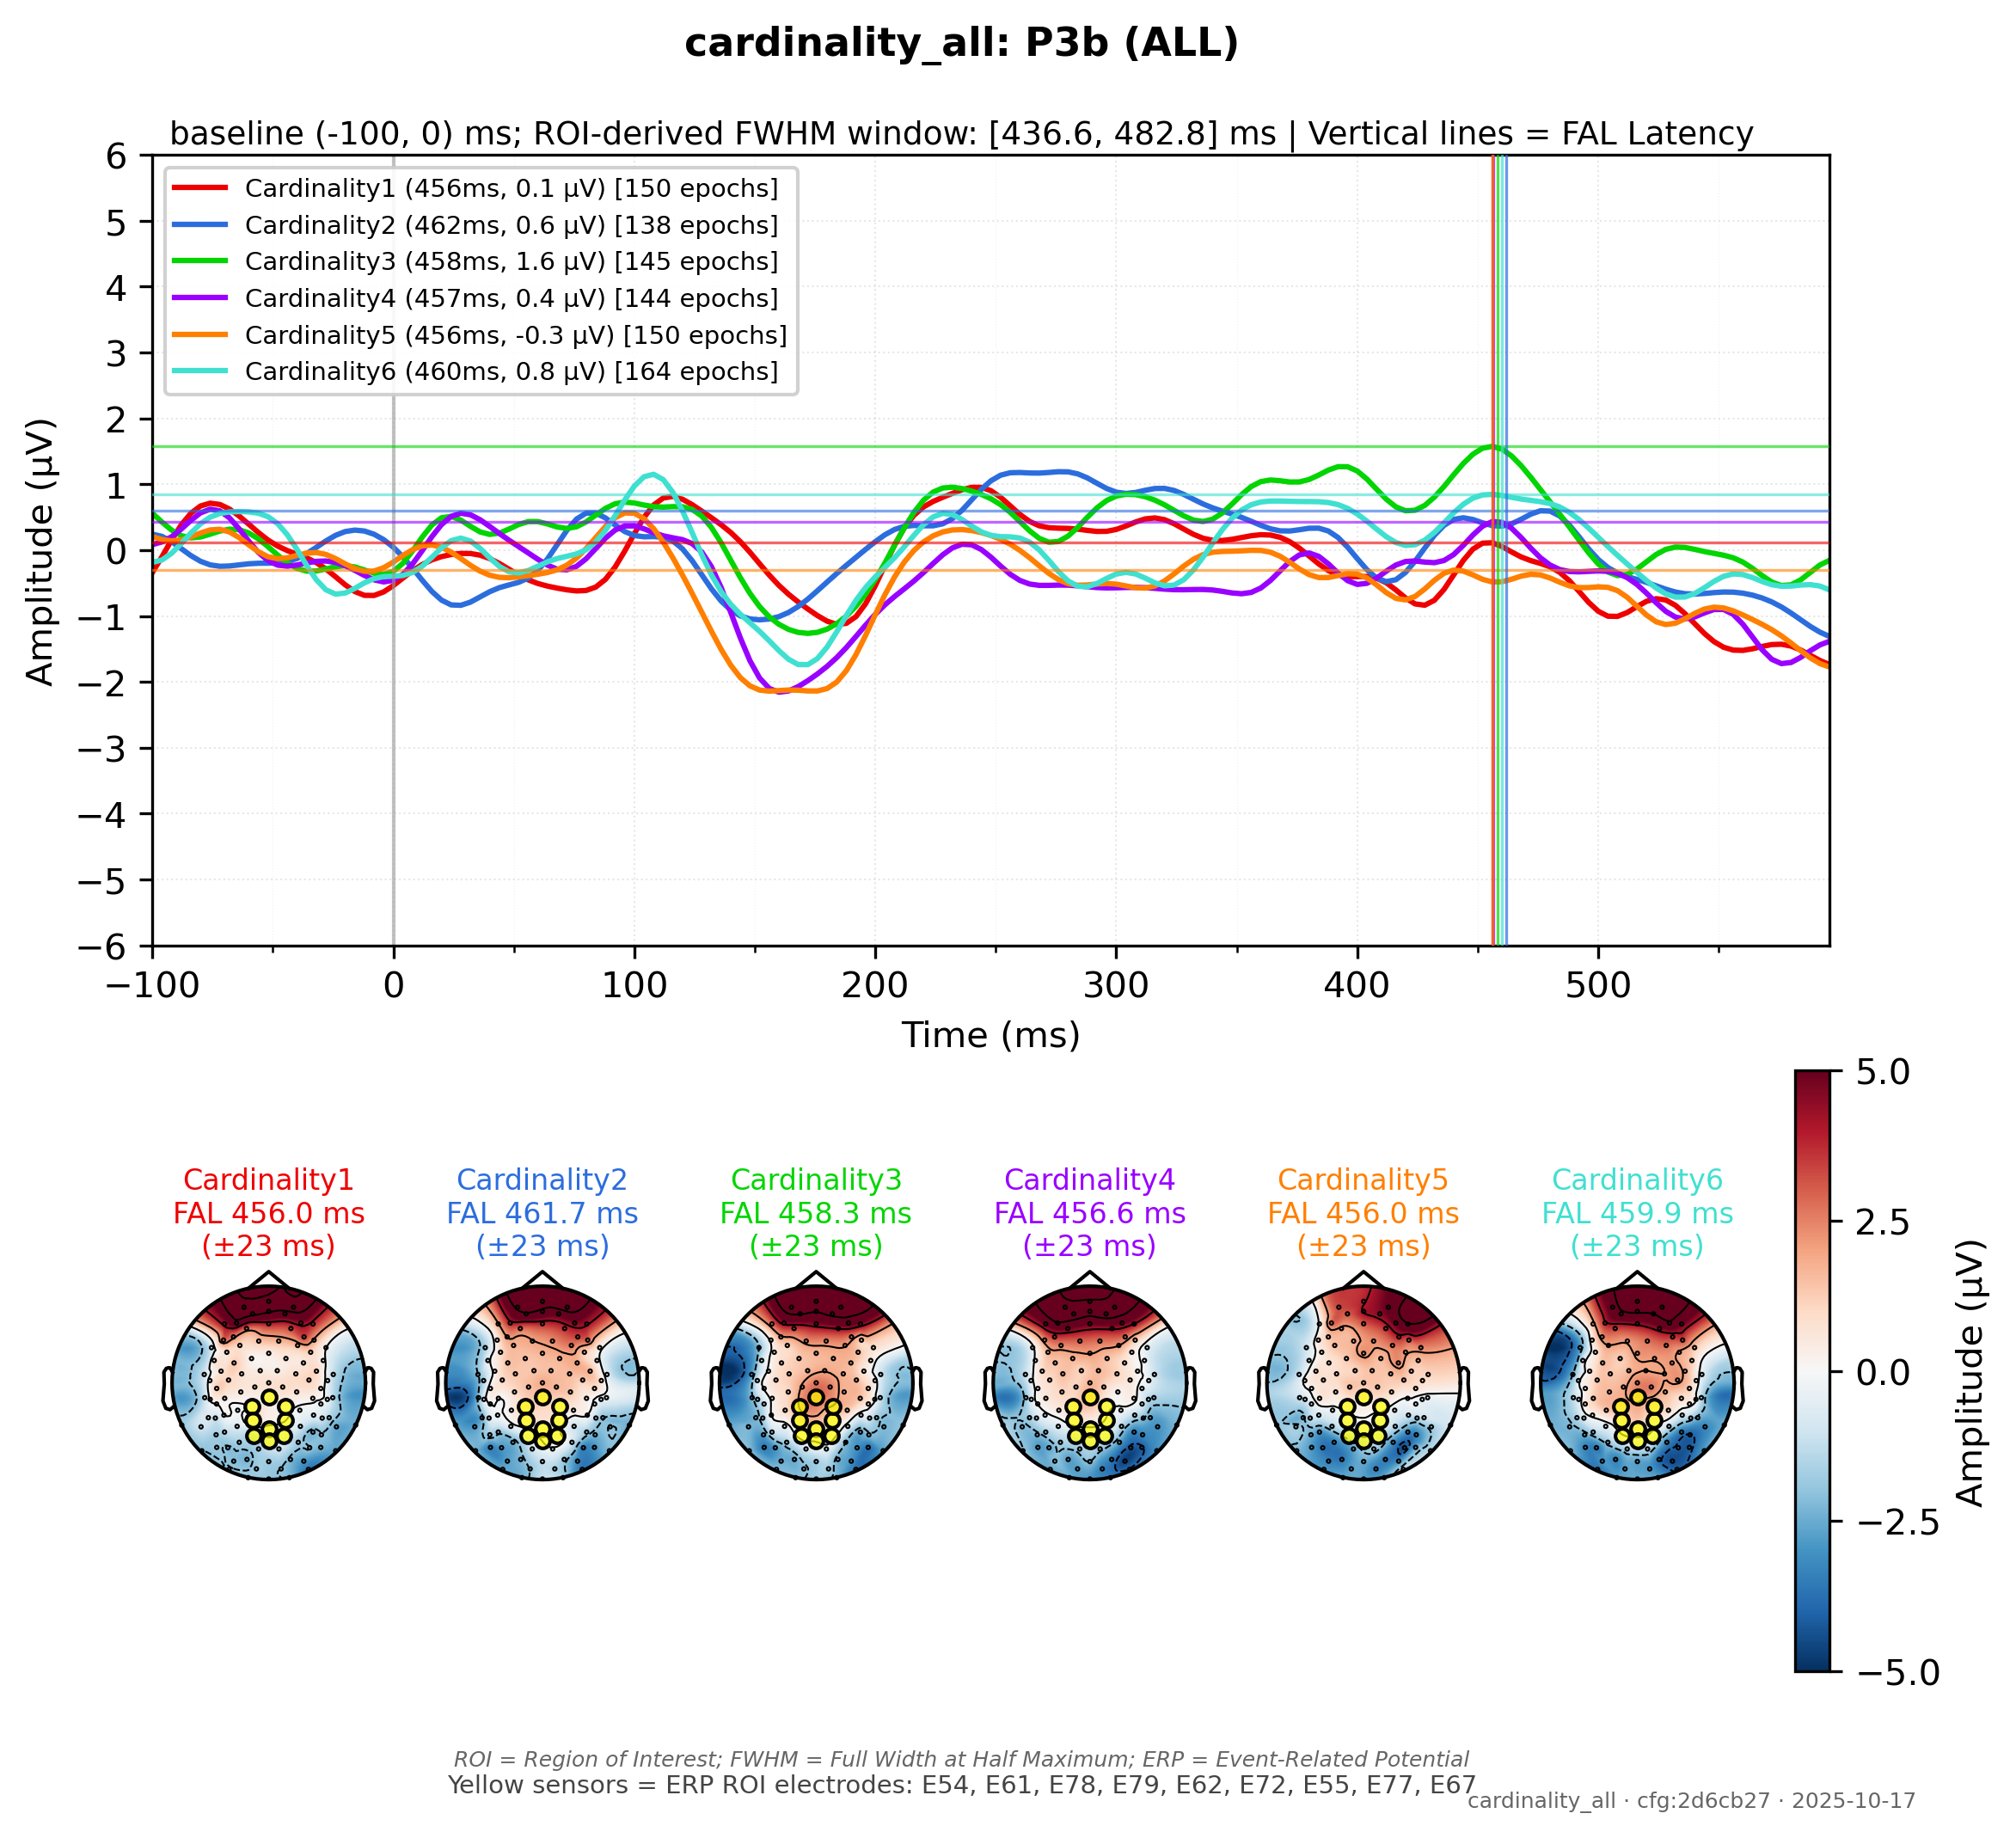 cardinality_all: P3b (ALL)
baseline (-100, 0) ms; ROI-derived FWHM window: [436.6, 482.8] ms | Vertical lines = FAL Latency
Cardinality1 (456ms, 0.1 μV) [150 epochs]
Cardinality2 (462ms, 0.6 μV) [138 epochs]
Cardinality3 (458ms, 1.6 μV) [145 epochs]
Cardinality4 (457ms, 0.4 μV) [144 epochs]
Cardinality5 (456ms, -0.3 μV) [150 epochs]
Cardinality6 (460ms, 0.8 μV) [164 epochs]
Amplitude (μV)
6
5
4
3
2
1
0
−1
−2
−3
−4
−5
−6
−100 0 100 200 300 400 500
Time (ms)
Cardinality1 Cardinality2 Cardinality3 Cardinality4 Cardinality5 Cardinality6
FAL 456.0 ms FAL 461.7 ms FAL 458.3 ms FAL 456.6 ms FAL 456.0 ms FAL 459.9 ms
(±23 ms) (±23 ms) (±23 ms) (±23 ms) (±23 ms) (±23 ms)
5.0
2.5
0.0
−2.5
−5.0
Amplitude (μV)
ROI = Region of Interest; FWHM = Full Width at Half Maximum; ERP = Event-Related Potential
Yellow sensors = ERP ROI electrodes: E54, E61, E78, E79, E62, E72, E55, E77, E67
cardinality_all · cfg:2d6cb27 · 2025-10-17